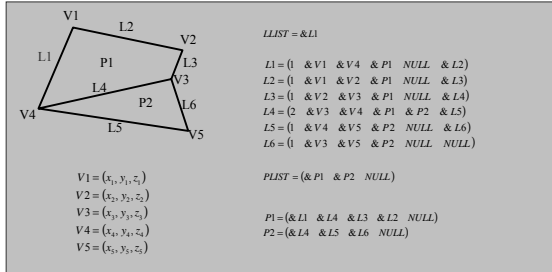 V1
L2
V2
L1
P1
L3
V3
L4
P2
L6
V4
L5
V5
LLIST = &L1
L1 = (1 &V1 &V4 &P1 NULL &L2)
L2 = (1 &V1 &V2 &P1 NULL &L3)
L3 = (1 &V2 &V3 &P1 NULL &L4)
L4 = (2 &V3 &V4 &P1 &P2 &L5)
L5 = (1 &V4 &V5 &P2 NULL &L6)
L6 = (1 &V3 &V5 &P2 NULL NULL)
V1 = (x₁, y₁, z₁)
V2 = (x₂, y₂, z₂)
V3 = (x₃, y₃, z₃)
V4 = (x₄, y₄, z₄)
V5 = (x₅, y₅, z₅)
PLIST = (&P1 &P2 NULL)
P1 = (&L1 &L4 &L3 &L2 NULL)
P2 = (&L4 &L5 &L6 NULL)